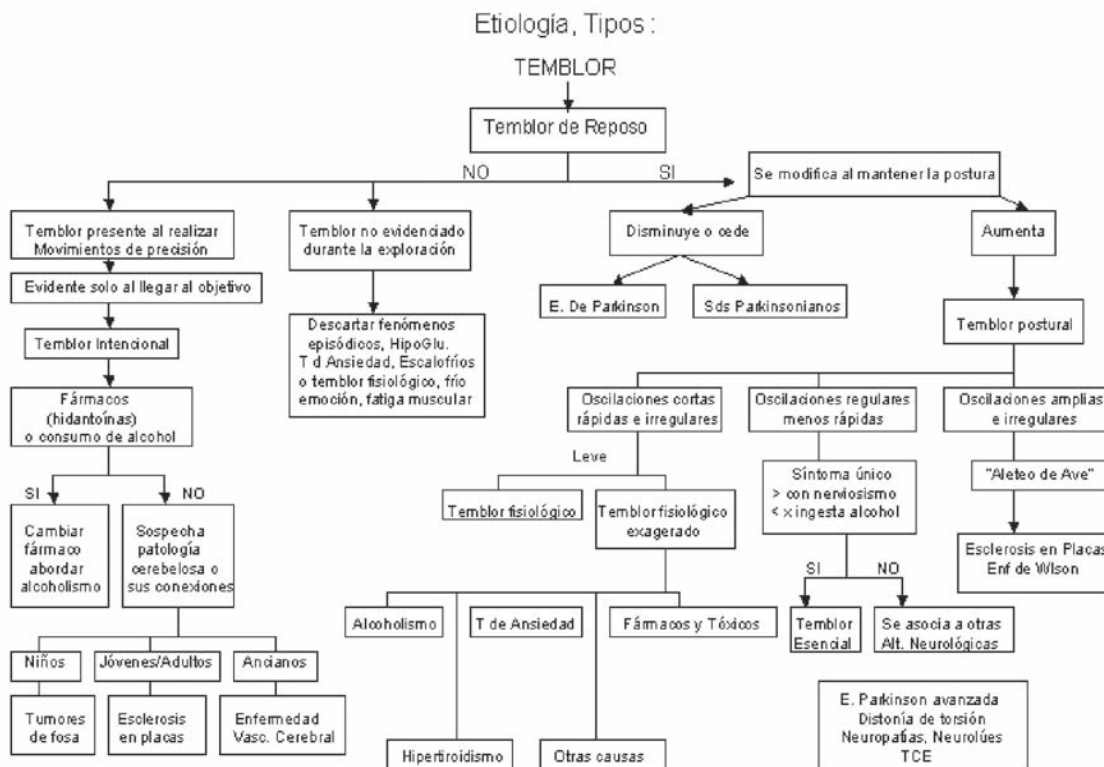 Etiología, Tipos :
TEMBLOR
Temblor de Reposo
NO
SI
Se modifica al mantener la postura
Temblor presente al realizar
Movimientos de precisión
Temblor no evidenciado
durante la exploración
Disminuye o cede
Aumenta
Evidente solo al llegar al objetivo
E. De Parkinson
Sds Parkinsonianos
Temblor Intencional
Descartar fenómenos
episódicos, HipoGlu.
T d Ansiedad, Escalofríos
o temblor fisiológico, frío
emoción, fatiga muscular
Temblor postural
Fármacos
(hidantoínas)
o consumo de alcohol
Oscilaciones cortas
rápidas e irregulares
Oscilaciones regulares
menos rápidas
Oscilaciones amplias
e irregulares
Leve
SI
NO
Temblor fisiológico
Temblor fisiológico
exagerado
Síntoma único
> con nerviosismo
< x ingesta alcohol
"Aleteo de Ave"
Cambiar
fármaco
abordar
alcoholismo
Sospecha
patología
cerebelosa o
sus conexiones
Esclerosis en Placas
Enf de Wlson
SI
NO
Alcoholismo
T de Ansiedad
Fármacos y Tóxicos
Temblor
Esencial
Se asocia a otras
Alt. Neurológicas
Niños
Jóvenes/Adultos
Ancianos
Tumores
de fosa
Esclerosis
en placas
Enfermedad
Vasc. Cerebral
Hipertiroidismo
Otras causas
E. Parkinson avanzada
Distonía de torsión
Neuropatías, Neurolúes
TCE